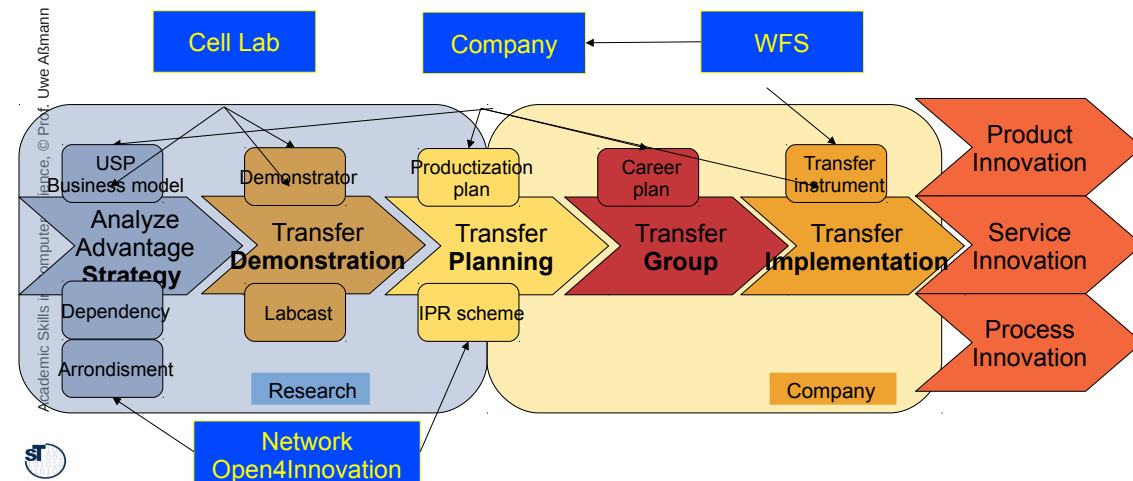 Cell Lab
Company
WFS
Academic Skills in Computer Science, © Prof. Uwe Aßmann
USP
Business model
Demonstrator
Productization
plan
Career
plan
Transfer
instrument
Analyze
Advantage
Strategy
Transfer
Demonstration
Transfer
Planning
Transfer
Group
Transfer
Implementation
Product
Innovation
Service
Innovation
Process
Innovation
Dependency
Labcast
IPR scheme
Arrondisment
Research
Company
Network
Open4Innovation
sT